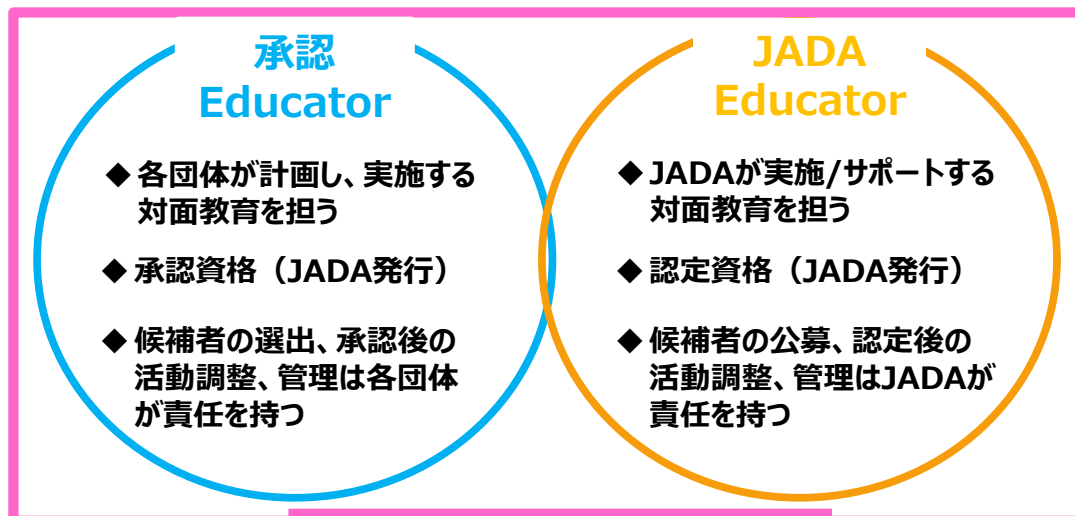 承認
Educator
◆ 各団体が計画し、実施する
対面教育を担う
◆ 承認資格（JADA発行）
◆ 候補者の選出、承認後の
活動調整、管理は各団体
が責任を持つ
JADA
Educator
◆ JADAが実施/サポートする
対面教育を担う
◆ 認定資格（JADA発行）
◆ 候補者の公募、認定後の
活動調整、管理はJADAが
責任を持つ